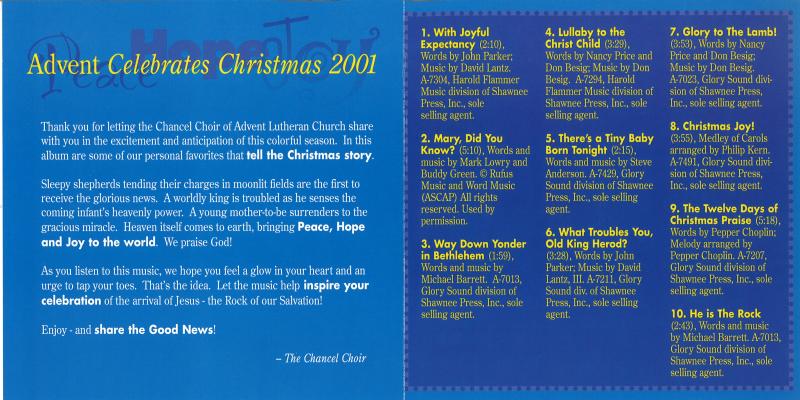 Peace Hope Joy
Advent Celebrates Christmas 2001
Thank you for letting the Chancel Choir of Advent Lutheran Church share
with you in the excitement and anticipation of this colorful season. In this
album are some of our personal favorites that tell the Christmas story.
Sleepy shepherds tending their charges in moonlit fields are the first to
receive the glorious news. A worldly king is troubled as he senses the
coming infant's heavenly power. A young mother-to-be surrenders to the
gracious miracle. Heaven itself comes to earth, bringing Peace, Hope
and Joy to the world. We praise God!
As you listen to this music, we hope you feel a glow in your heart and an
urge to tap your toes. That's the idea. Let the music help inspire your
celebration of the arrival of Jesus - the Rock of our Salvation!
Enjoy - and share the Good News!
– The Chancel Choir
1. With Joyful
Expectancy (2:10),
Words by John Parker;
Music by David Lantz.
A-7304, Harold Flammer
Music division of Shawnee
Press, Inc., sole
selling agent.
2. Mary, Did You
Know? (5:10), Words and
music by Mark Lowry and
Buddy Green. © Rufus
Music and Word Music
(ASCAP) All rights
reserved. Used by
permission.
3. Way Down Yonder
in Bethlehem (1:59),
Words and music by
Michael Barrett. A-7013,
Glory Sound division of
Shawnee Press, Inc., sole
selling agent.
4. Lullaby to the
Christ Child (3:29),
Words by Nancy Price and
Don Besig; Music by Don
Besig. A-7294, Harold
Flammer Music division of
Shawnee Press, Inc., sole
selling agent.
5. There's a Tiny Baby
Born Tonight (2:15),
Words and music by Steve
Anderson. A-7429, Glory
Sound division of Shawnee
Press, Inc., sole selling
agent.
6. What Troubles You,
Old King Herod?
(3:28), Words by John
Parker; Music by David
Lantz, III. A-7211, Glory
Sound div. of Shawnee
Press, Inc., sole selling
agent.
7. Glory to The Lamb!
(3:53), Words by Nancy
Price and Don Besig;
Music by Don Besig.
A-7023, Glory Sound divi-
sion of Shawnee Press,
Inc., sole selling agent.
8. Christmas Joy!
(3:55), Medley of Carols
arranged by Philip Kern.
A-7491, Glory Sound divi-
sion of Shawnee Press,
Inc., sole selling agent.
9. The Twelve Days of
Christmas Praise (5:18),
Words by Pepper Choplin;
Melody arranged by
Pepper Choplin. A-7207,
Glory Sound division of
Shawnee Press, Inc., sole
selling agent.
10. He is The Rock
(2:43), Words and music
by Michael Barrett. A-7013,
Glory Sound division of
Shawnee Press, Inc., sole
selling agent.